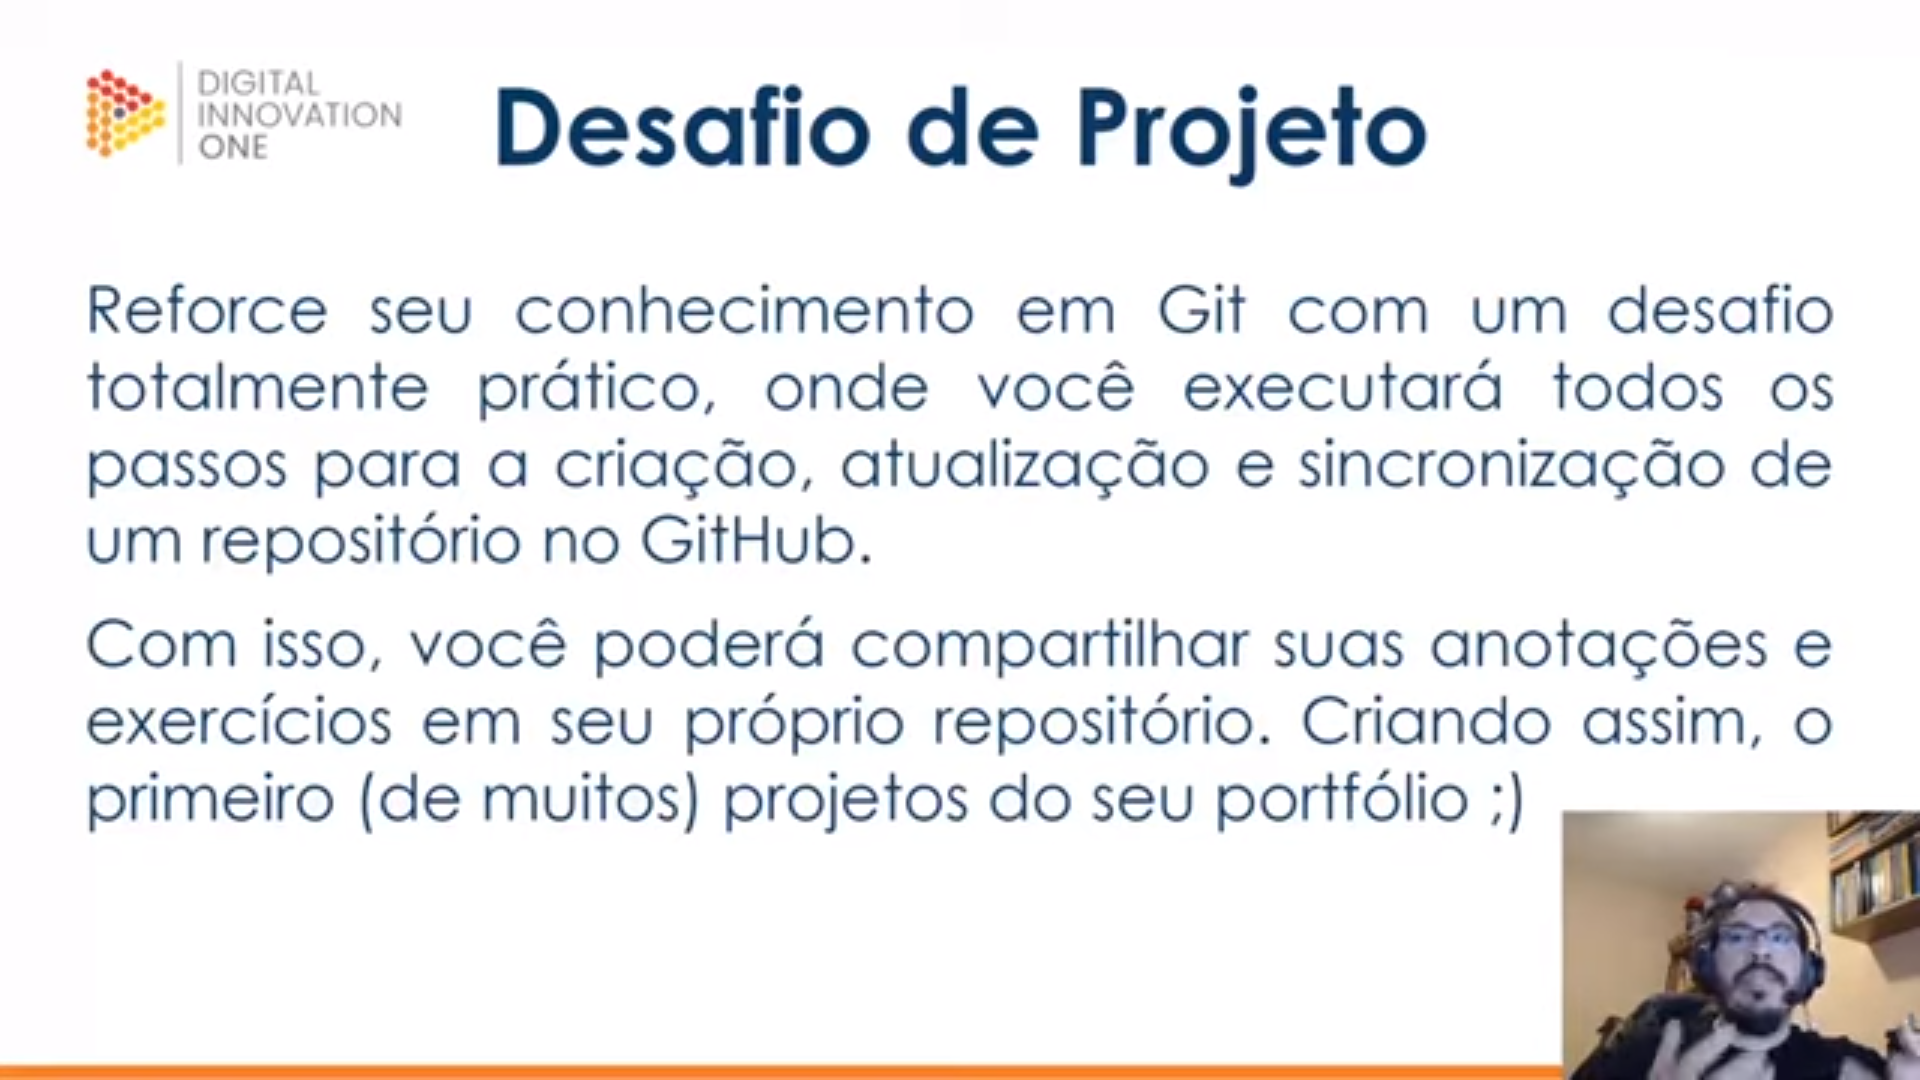 DIGITAL
INNOVATION
ONE
Desafio de Projeto
Reforce seu conhecimento em Git com um desafio
totalmente prático, onde você executará todos os
passos para a criação, atualização e sincronização de
um repositório no GitHub.
Com isso, você poderá compartilhar suas anotações e
exercícios em seu próprio repositório. Criando assim, o
primeiro (de muitos) projetos do seu portfólio ;)